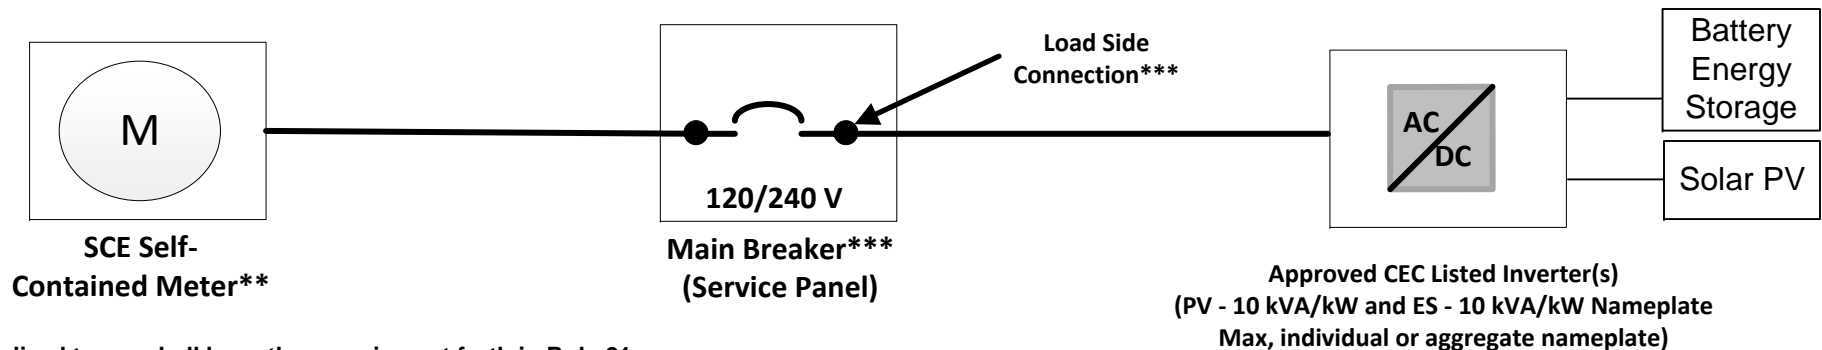 M
SCE Self-
Contained Meter**
120/240 V
Main Breaker***
(Service Panel)
Load Side
Connection***
AC
DC
Approved CEC Listed Inverter(s)
(PV - 10 kVA/kW and ES - 10 kVA/kW Nameplate
Max, individual or aggregate nameplate)
Battery
Energy
Storage
Solar PV